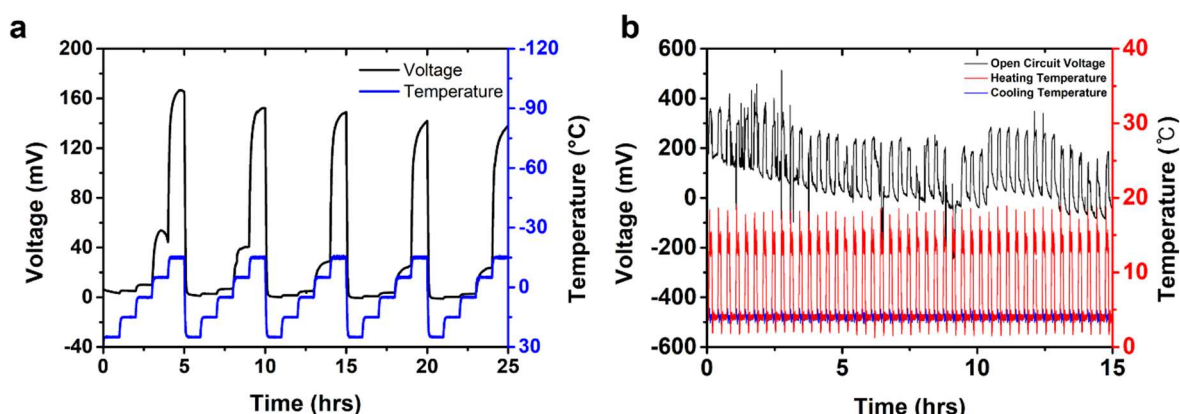 a
200
160
120
80
40
0
-40
Voltage (mV)
0 5 10 15 20 25
Time (hrs)
-120
-90
-60
-30
0
30
Temperature (°C)
Voltage
Temperature
b
600
400
200
0
-200
-400
-600
Voltage (mV)
0 5 10 15
Time (hrs)
40
30
20
10
0
Temperature (℃)
Open Circuit Voltage
Heating Temperature
Cooling Temperature